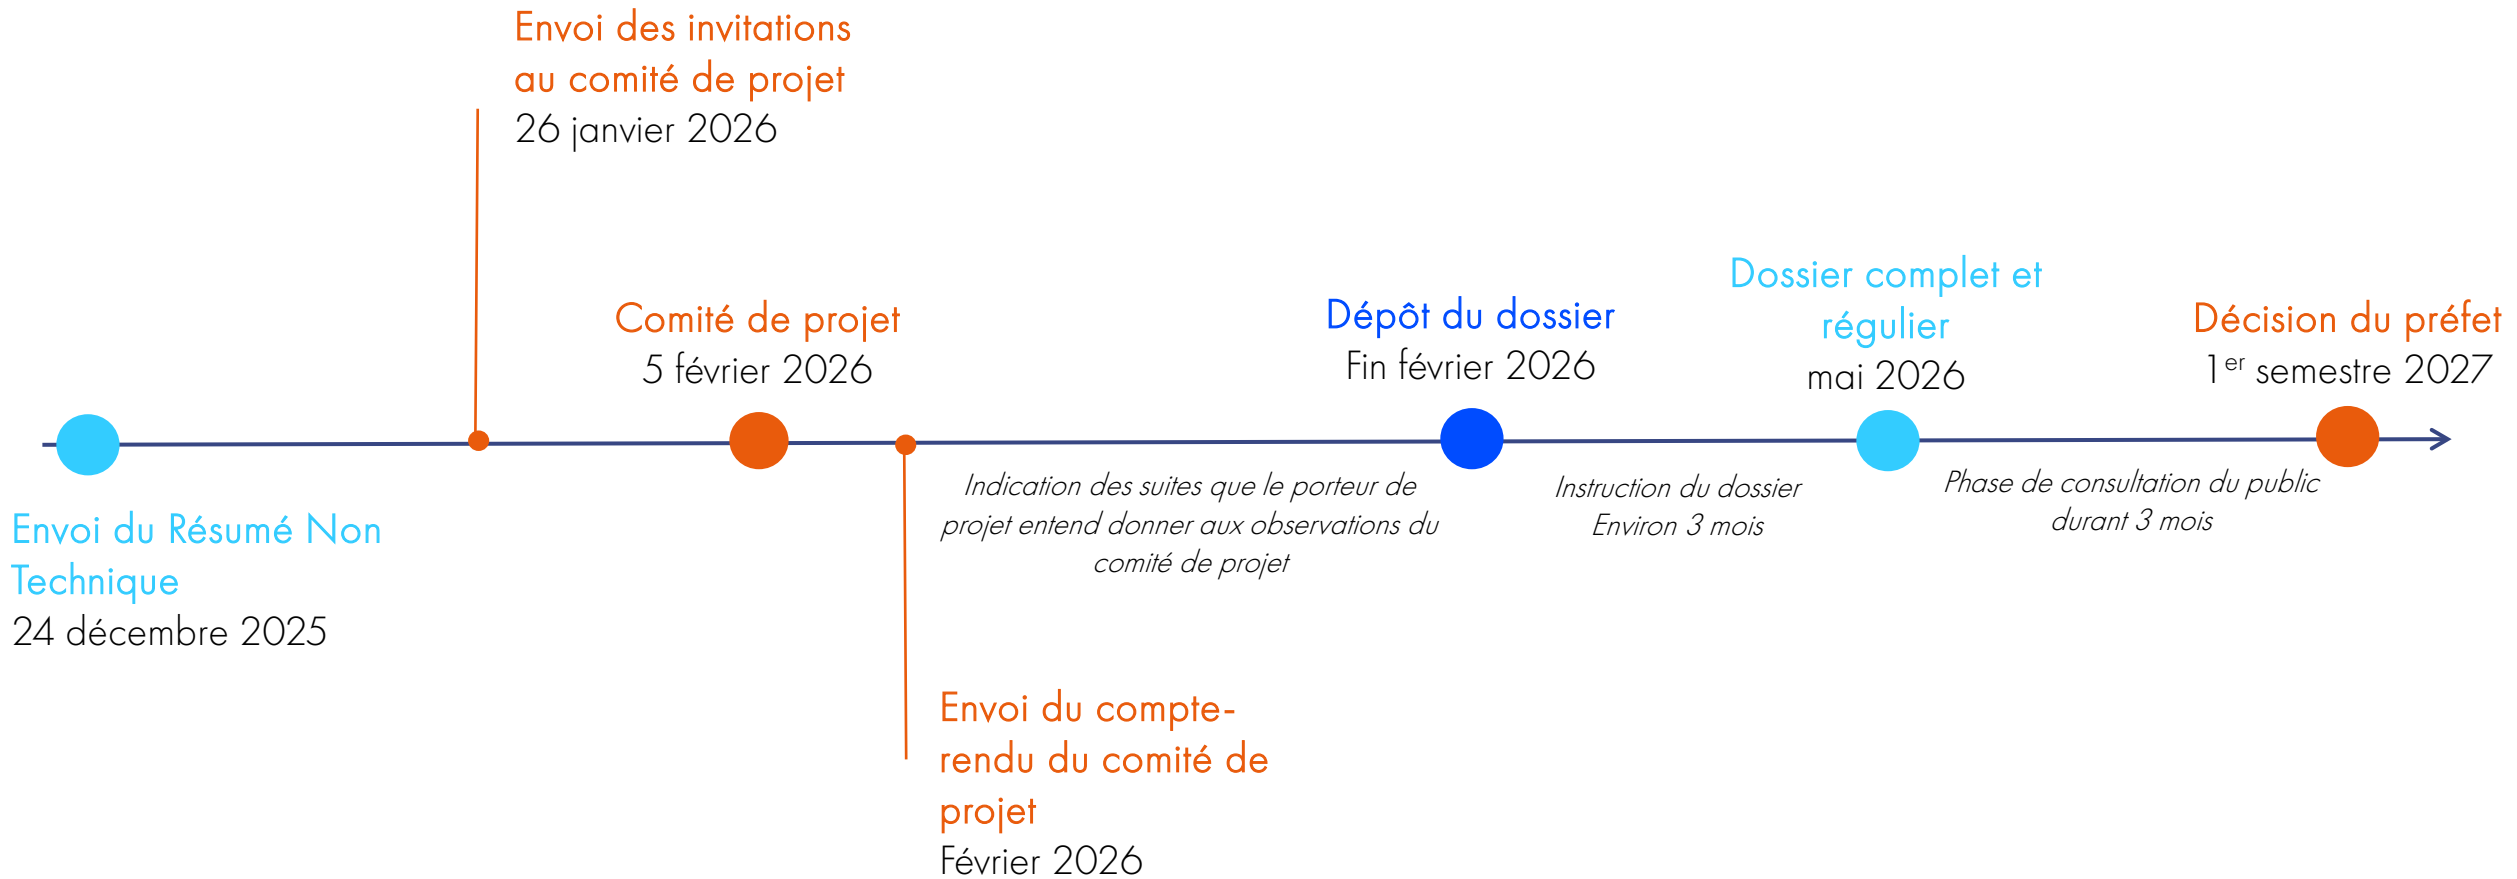 Envoi des invitations
au comité de projet
26 janvier 2026
Comité de projet
5 février 2026
Dépôt du dossier
Fin février 2026
Dossier complet et
régulier
mai 2026
Décision du préfet
1er semestre 2027
Indication des suites que le porteur de
projet entend donner aux observations du
comité de projet
Instruction du dossier
Environ 3 mois
Phase de consultation du public
durant 3 mois
Envoi du Résumé Non
Technique
24 décembre 2025
Envoi du compte-
rendu du comité de
projet
Février 2026